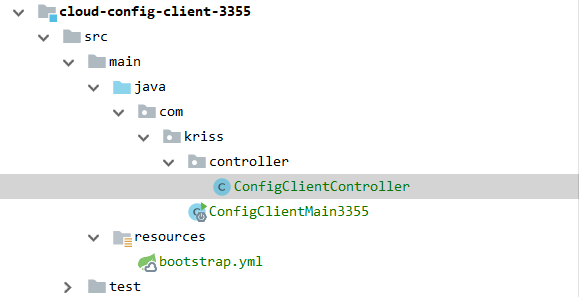 cloud-config-client-3355
src
main
java
com
kriss
controller
ConfigClientController
ConfigClientMain3355
resources
bootstrap.yml
test